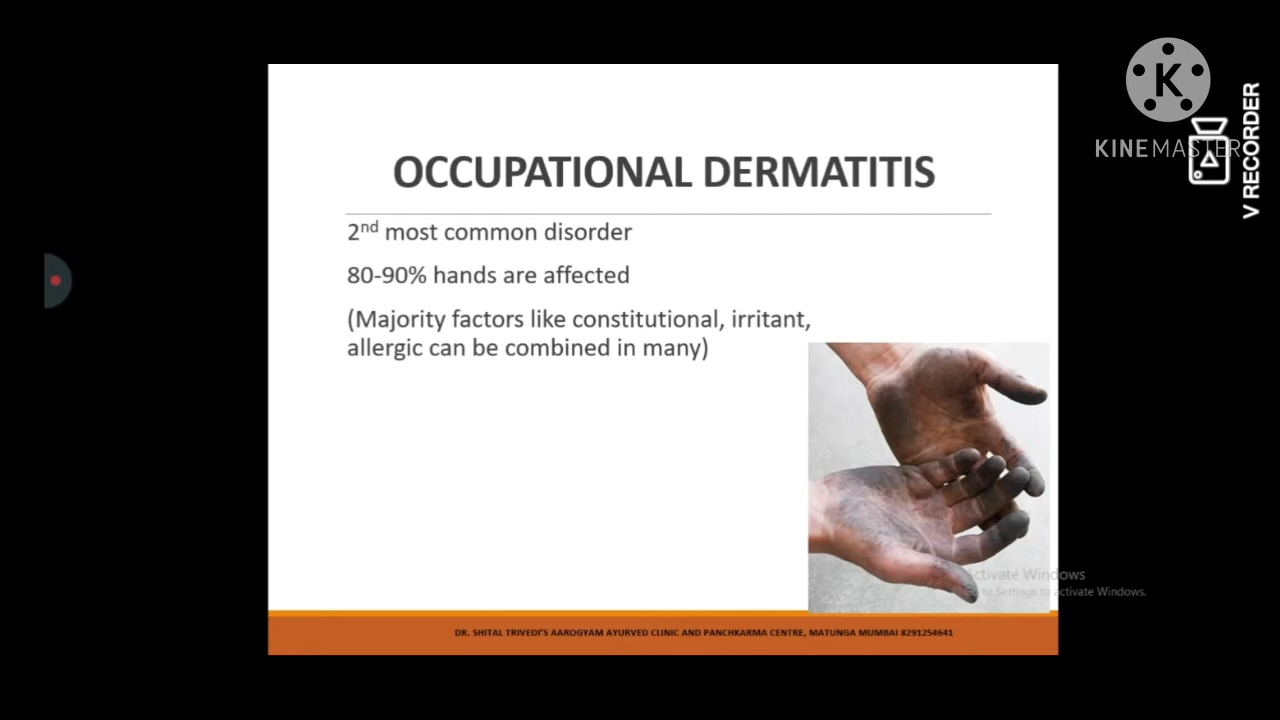 KINEMASTER
V RECORDER
OCCUPATIONAL DERMATITIS
2nd most common disorder
80-90% hands are affected
(Majority factors like constitutional, irritant,
allergic can be combined in many)
Activate Windows
Go to Settings to activate Windows.
DR. SHITAL TRIVEDI'S AAROGYAM AYURVED CLINIC AND PANCHKARMA CENTRE, MATUNGA MUMBAI 8291254641